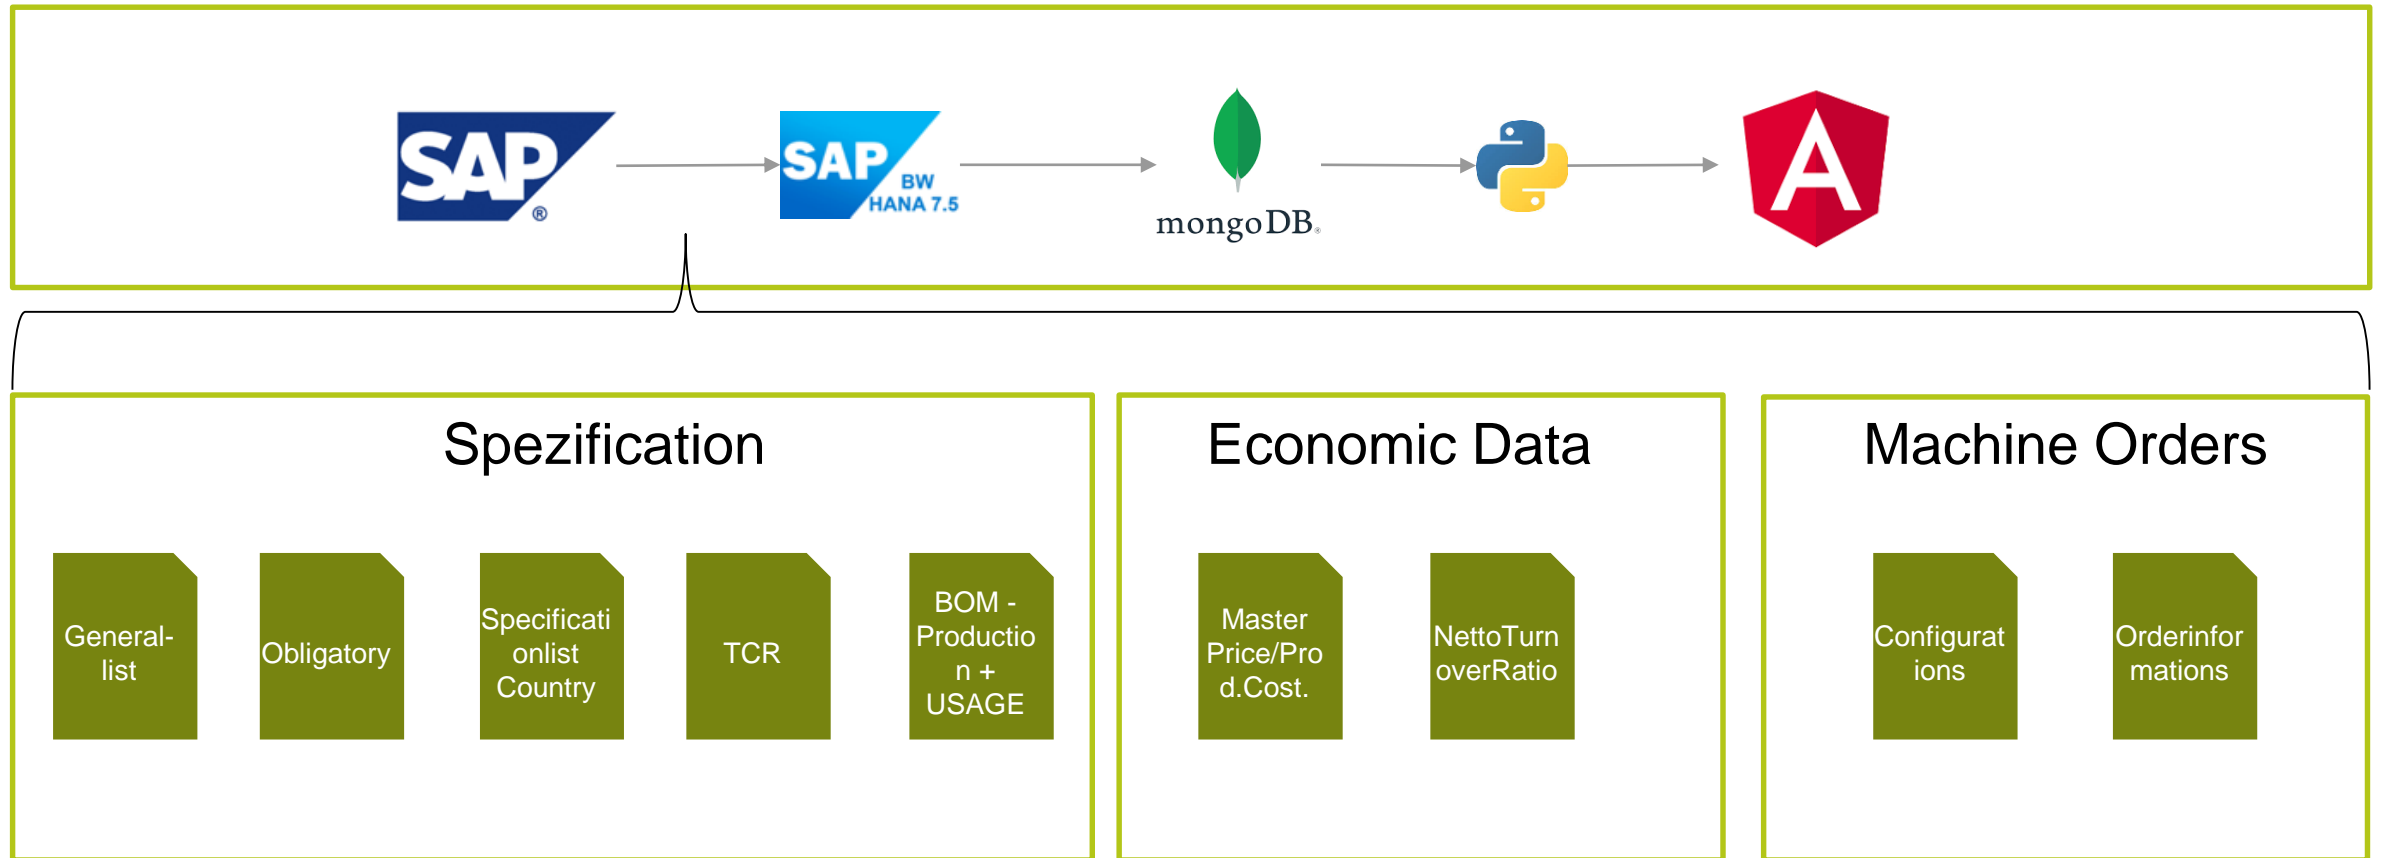 SAP
®
SAP
BW
HANA 7.5
mongoDB®
A
Spezification
General-
list
Obligatory
Specificati
onlist
Country
TCR
BOM -
Productio
n +
USAGE
Economic Data
Master
Price/Pro
d.Cost.
NettoTurn
overRatio
Machine Orders
Configurat
ions
Orderinfor
mations